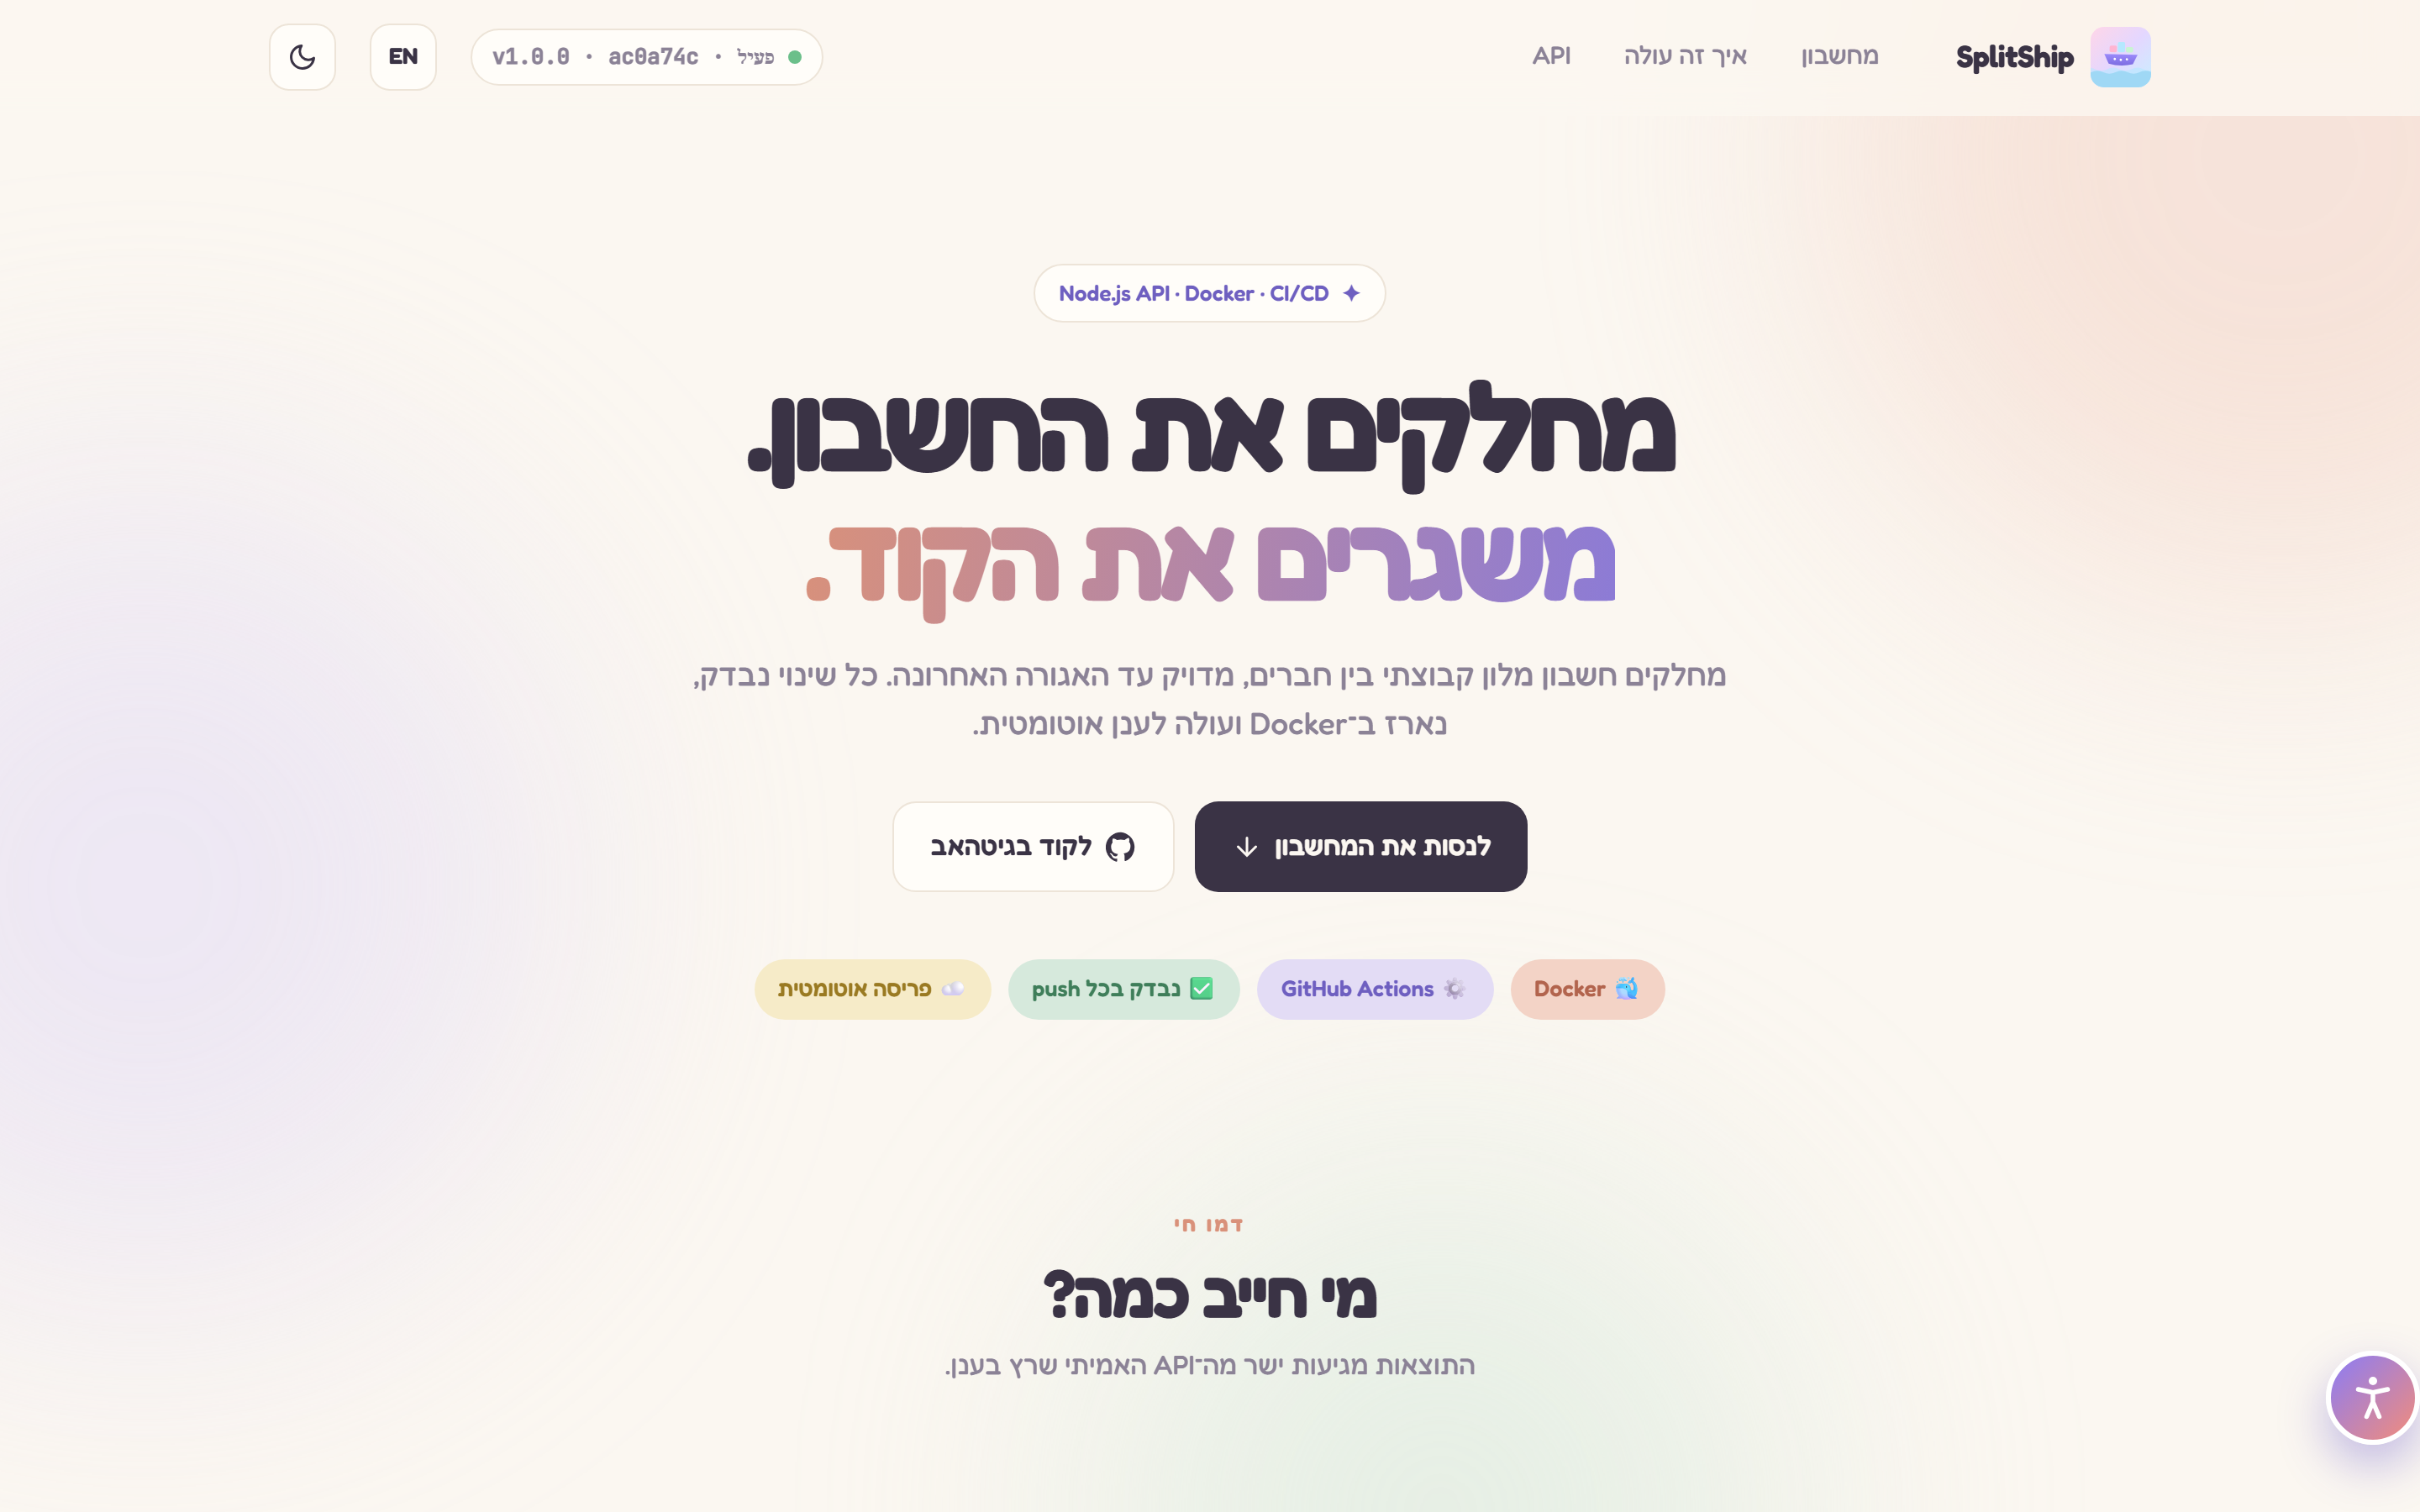 SplitShip
מחשבון
איך זה עולה
API
פעיל · ac0a74c · v1.0.0
EN
✦ Node.js API · Docker · CI/CD
מחלקים את החשבון.
משגרים את הקוד.
מחלקים חשבון מלון קבוצתי בין חברים, מדויק עד האגורה האחרונה. כל שינוי נבדק,
נארז ב־Docker ועולה לענן אוטומטית.
לנסות את המחשבון ↓
לקוד בגיטהאב
Docker
GitHub Actions
נבדק בכל push
פריסה אוטומטית
דמו חי
מי חייב כמה?
התוצאות מגיעות ישר מה־API האמיתי שרץ בענן.